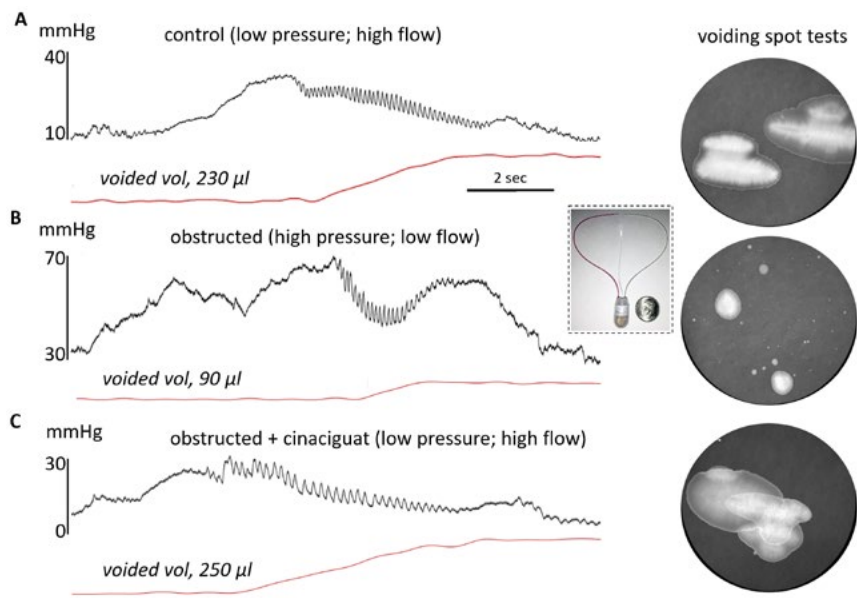 A
mmHg
control (low pressure; high flow)
voiding spot tests
40
10
voided vol, 230 µl
2 sec
B
mmHg
obstructed (high pressure; low flow)
70
30
voided vol, 90 µl
C
mmHg
obstructed + cinaciguat (low pressure; high flow)
30
0
voided vol, 250 µl